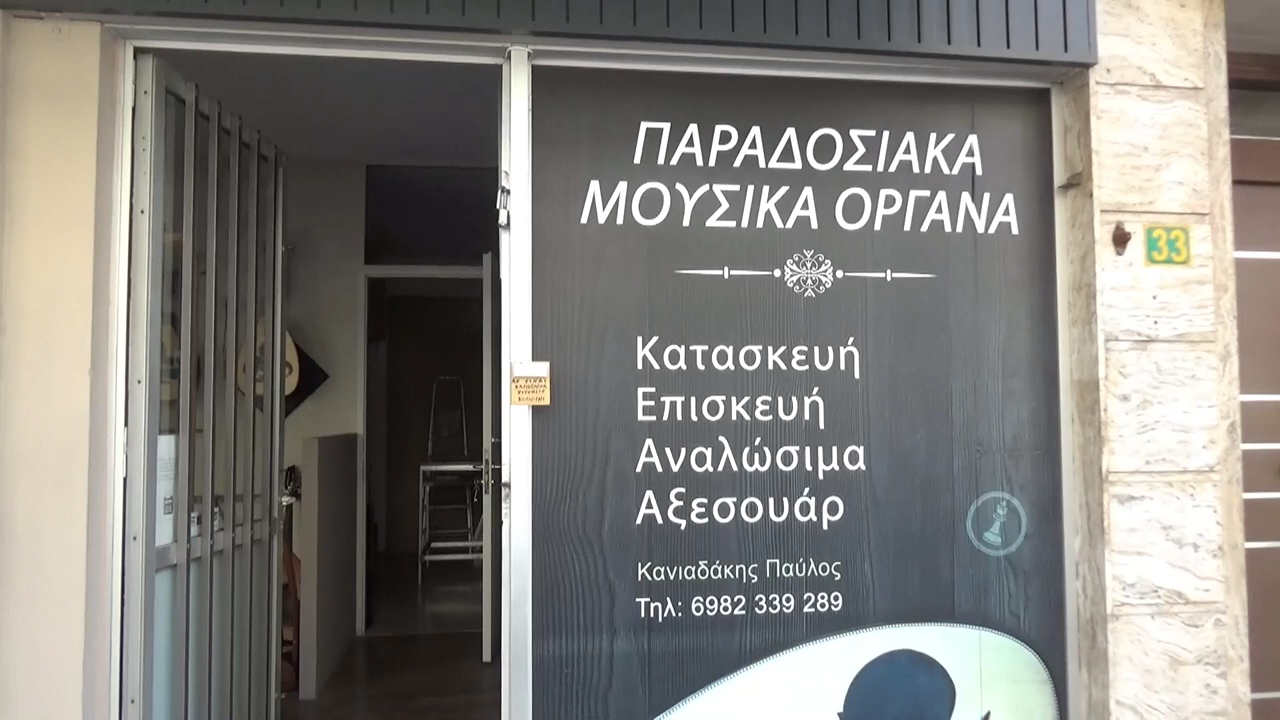 ΠΑΡΑΔΟΣΙΑΚΑ
ΜΟΥΣΙΚΑ ΟΡΓΑΝΑ
33
Κατασκευή
Επισκευή
Αναλώσιμα
Αξεσουάρ
Κανιαδάκης Παύλος
Τηλ: 6982 339 289